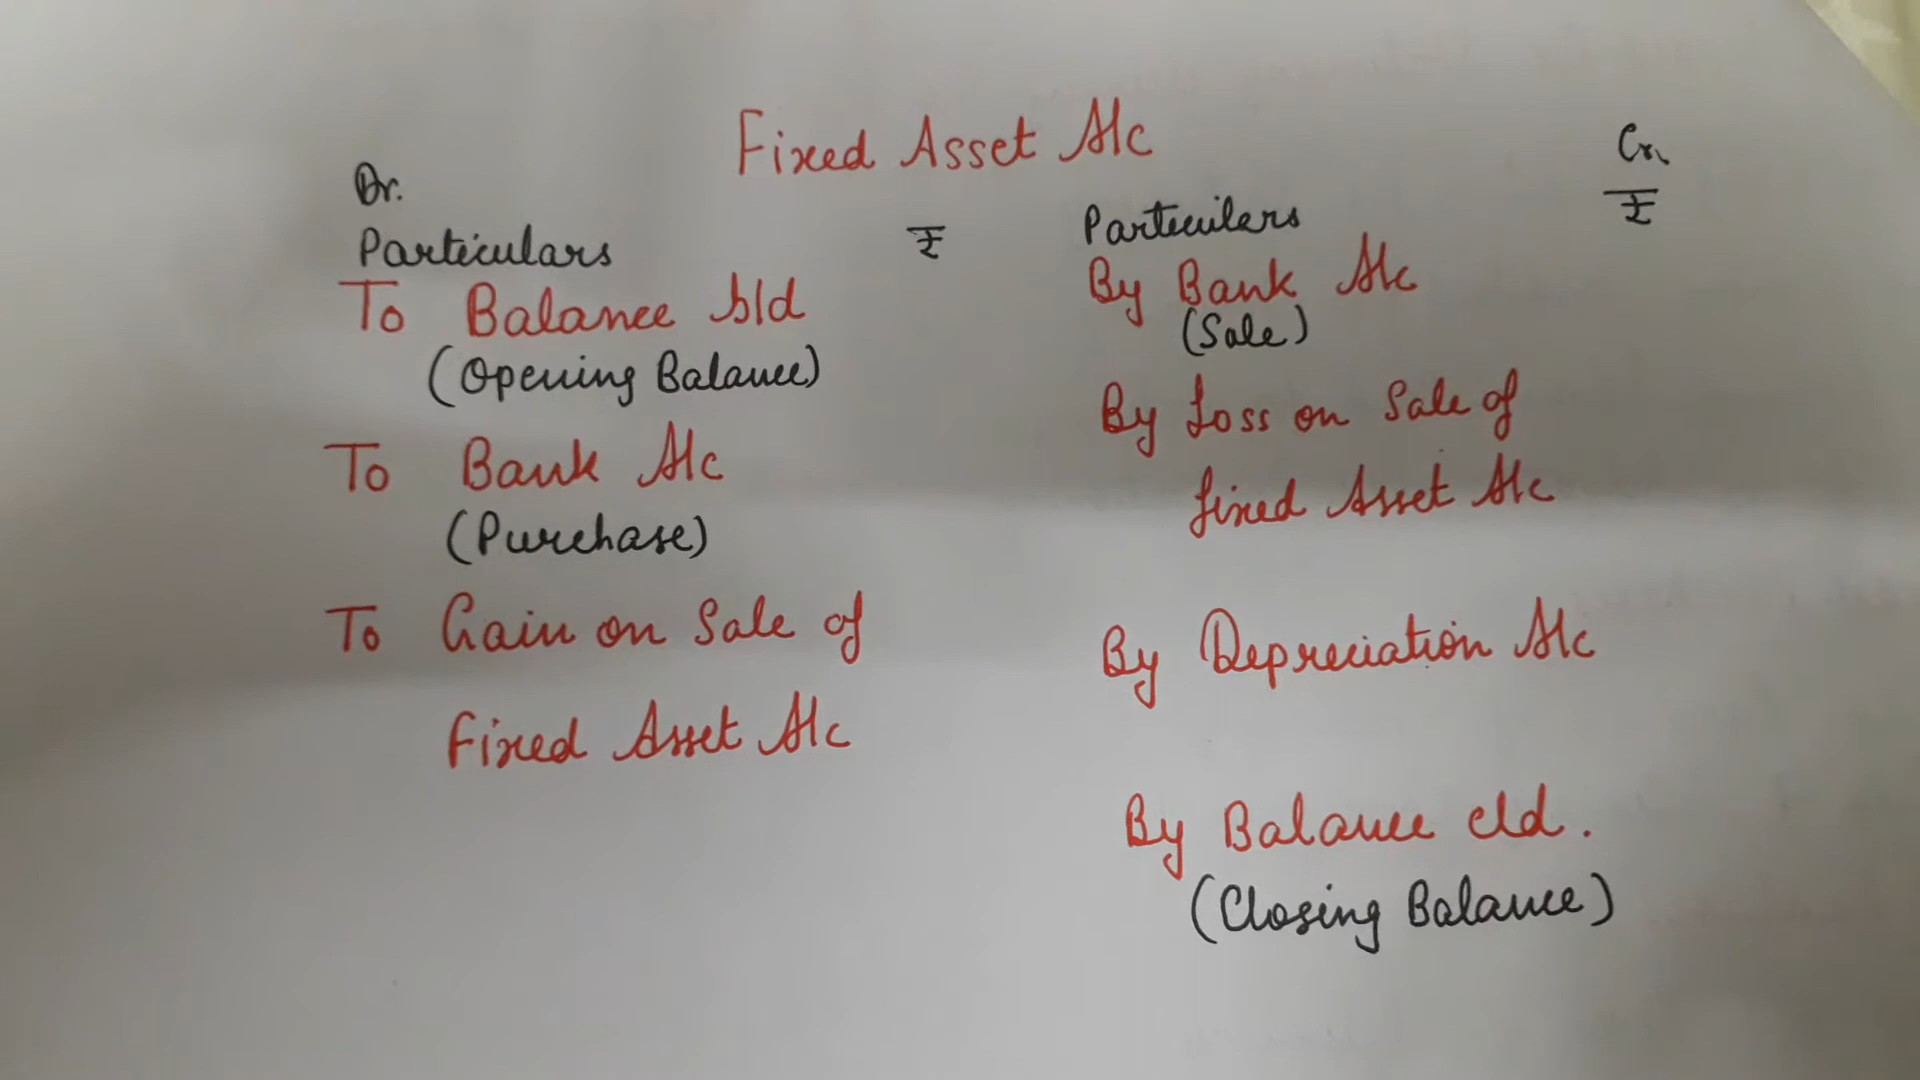 Fixed Asset A/c
Dr. Cr.
Particulars ₹ Particulars ₹
To Balance b/d
(Opening Balance)
To Bank A/c
(Purchase)
To Gain on Sale of
Fixed Asset A/c
By Bank A/c
(Sale)
By Loss on Sale of
fixed Asset A/c
By Depreciation A/c
By Balance c/d.
(Closing Balance)